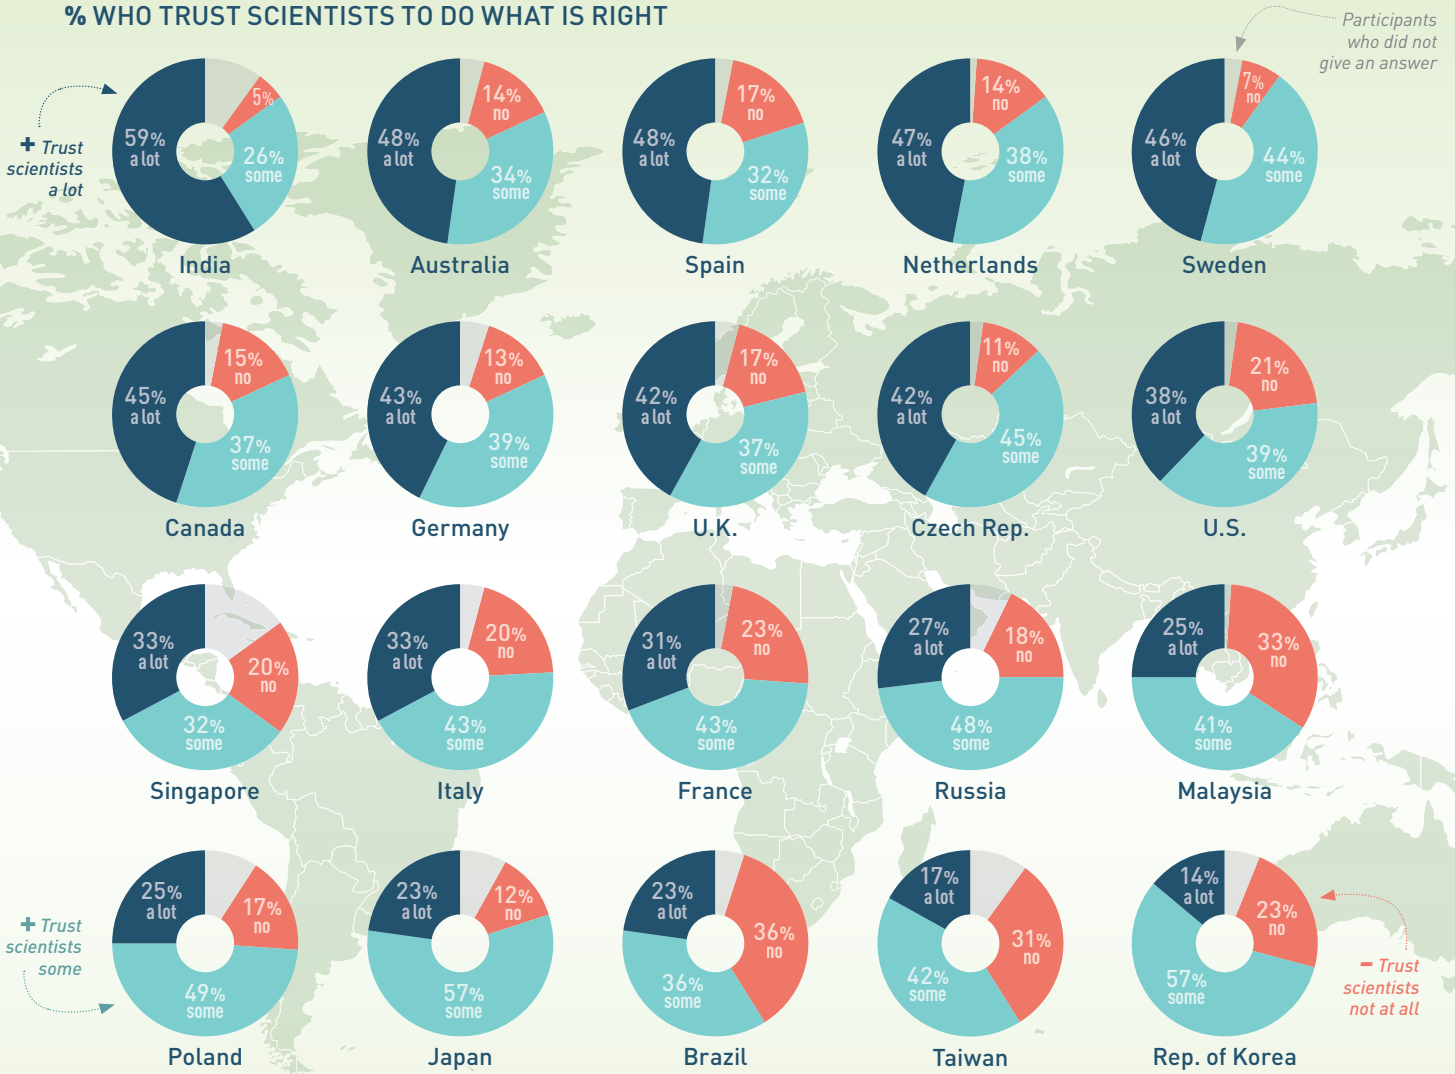 % WHO TRUST SCIENTISTS TO DO WHAT IS RIGHT
Participants
who did not
give an answer
+ Trust
scientists
a lot
59%
a lot
5%
26%
some
India
48%
a lot
14%
no
34%
some
Australia
48%
a lot
17%
no
32%
some
Spain
47%
a lot
14%
no
38%
some
Netherlands
46%
a lot
7%
no
44%
some
Sweden
45%
a lot
15%
no
37%
some
Canada
43%
a lot
13%
no
39%
some
Germany
42%
a lot
17%
no
37%
some
U.K.
42%
a lot
11%
no
45%
some
Czech Rep.
38%
a lot
21%
no
39%
some
U.S.
33%
a lot
20%
no
32%
some
Singapore
33%
a lot
20%
no
43%
some
Italy
31%
a lot
23%
no
43%
some
France
27%
a lot
18%
no
48%
some
Russia
25%
a lot
33%
no
41%
some
Malaysia
+ Trust
scientists
some
25%
a lot
17%
no
49%
some
Poland
23%
a lot
12%
no
57%
some
Japan
23%
a lot
36%
no
36%
some
Brazil
17%
a lot
31%
no
42%
some
Taiwan
14%
a lot
23%
no
57%
some
Rep. of Korea
– Trust
scientists
not at all